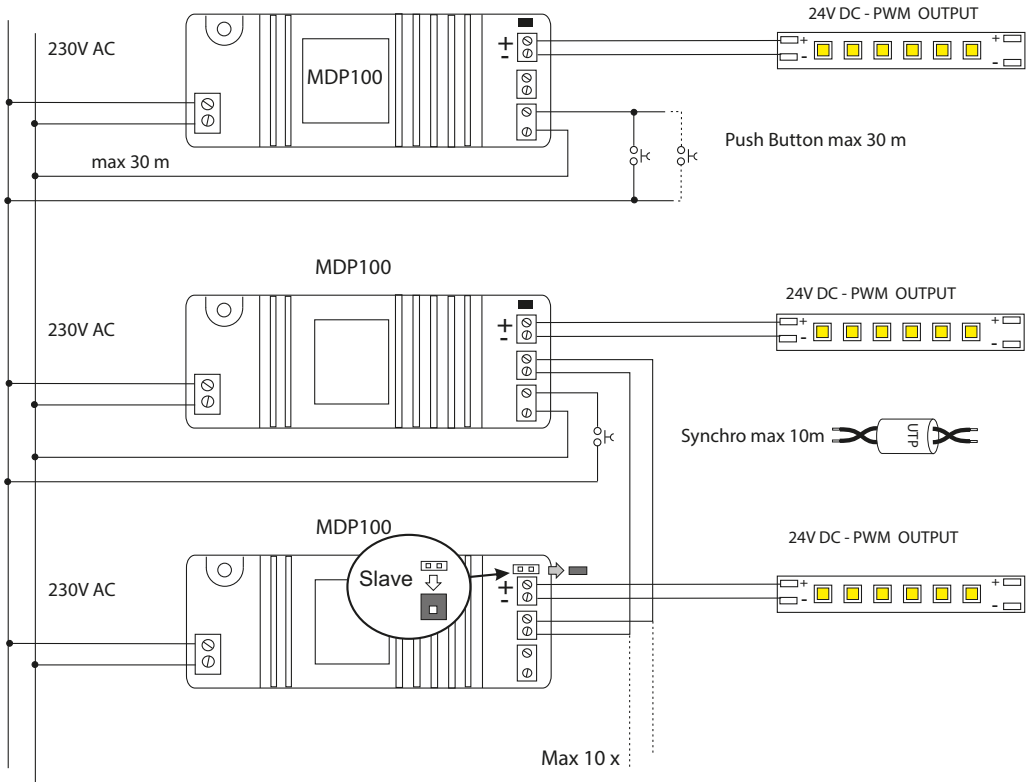 24V DC - PWM OUTPUT
230V AC
MDP100
+
-
+
-
+
-
Push Button max 30 m
max 30 m
MDP100
24V DC - PWM OUTPUT
230V AC
+
-
+
-
+
-
Synchro max 10m
UTP
MDP100
24V DC - PWM OUTPUT
230V AC
Slave
+
-
+
-
+
-
Max 10 x